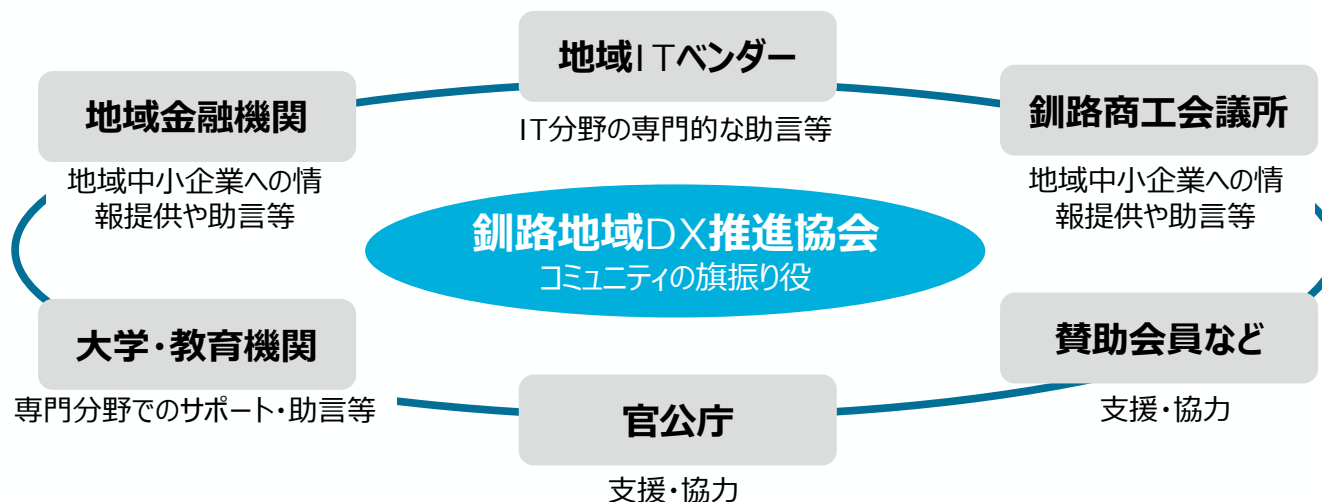 地域ITベンダー
IT分野の専門的な助言等
地域金融機関
地域中小企業への情
報提供や助言等
釧路商工会議所
地域中小企業への情
報提供や助言等
釧路地域DX推進協会
コミュニティの旗振り役
大学・教育機関
専門分野でのサポート・助言等
官公庁
支援・協力
賛助会員など
支援・協力